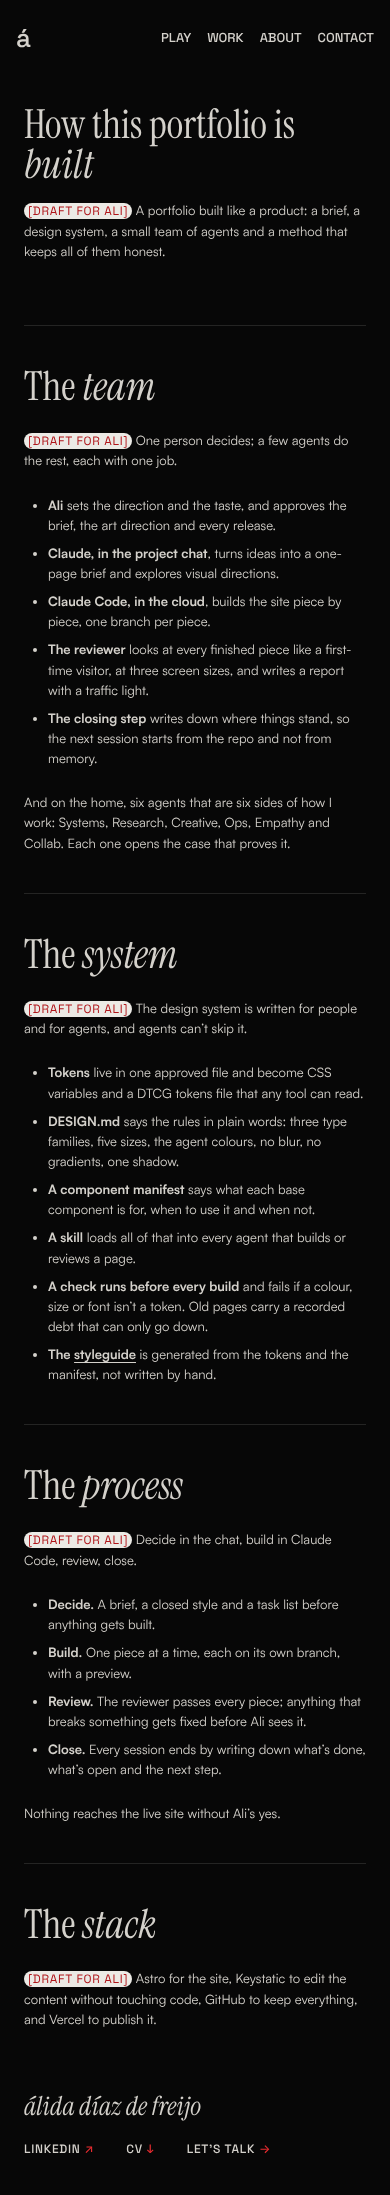 á
PLAY WORK ABOUT CONTACT
How this portfolio is
built
[DRAFT FOR ALI] A portfolio built like a product: a brief, a
design system, a small team of agents and a method that
keeps all of them honest.
The team
[DRAFT FOR ALI] One person decides; a few agents do
the rest, each with one job.
• Ali sets the direction and the taste, and approves the
brief, the art direction and every release.
• Claude, in the project chat, turns ideas into a one-
page brief and explores visual directions.
• Claude Code, in the cloud, builds the site piece by
piece, one branch per piece.
• The reviewer looks at every finished piece like a first-
time visitor, at three screen sizes, and writes a report
with a traffic light.
• The closing step writes down where things stand, so
the next session starts from the repo and not from
memory.
And on the home, six agents that are six sides of how I
work: Systems, Research, Creative, Ops, Empathy and
Collab. Each one opens the case that proves it.
The system
[DRAFT FOR ALI] The design system is written for people
and for agents, and agents can't skip it.
• Tokens live in one approved file and become CSS
variables and a DTCG tokens file that any tool can read.
• DESIGN.md says the rules in plain words: three type
families, five sizes, the agent colours, no blur, no
gradients, one shadow.
• A component manifest says what each base
component is for, when to use it and when not.
• A skill loads all of that into every agent that builds or
reviews a page.
• A check runs before every build and fails if a colour,
size or font isn't a token. Old pages carry a recorded
debt that can only go down.
• The styleguide is generated from the tokens and the
manifest, not written by hand.
The process
[DRAFT FOR ALI] Decide in the chat, build in Claude
Code, review, close.
• Decide. A brief, a closed style and a task list before
anything gets built.
• Build. One piece at a time, each on its own branch,
with a preview.
• Review. The reviewer passes every piece; anything that
breaks something gets fixed before Ali sees it.
• Close. Every session ends by writing down what's done,
what's open and the next step.
Nothing reaches the live site without Ali's yes.
The stack
[DRAFT FOR ALI] Astro for the site, Keystatic to edit the
content without touching code, GitHub to keep everything,
and Vercel to publish it.
álida díaz de freijo
LINKEDIN ↗ CV ↓ LET'S TALK →